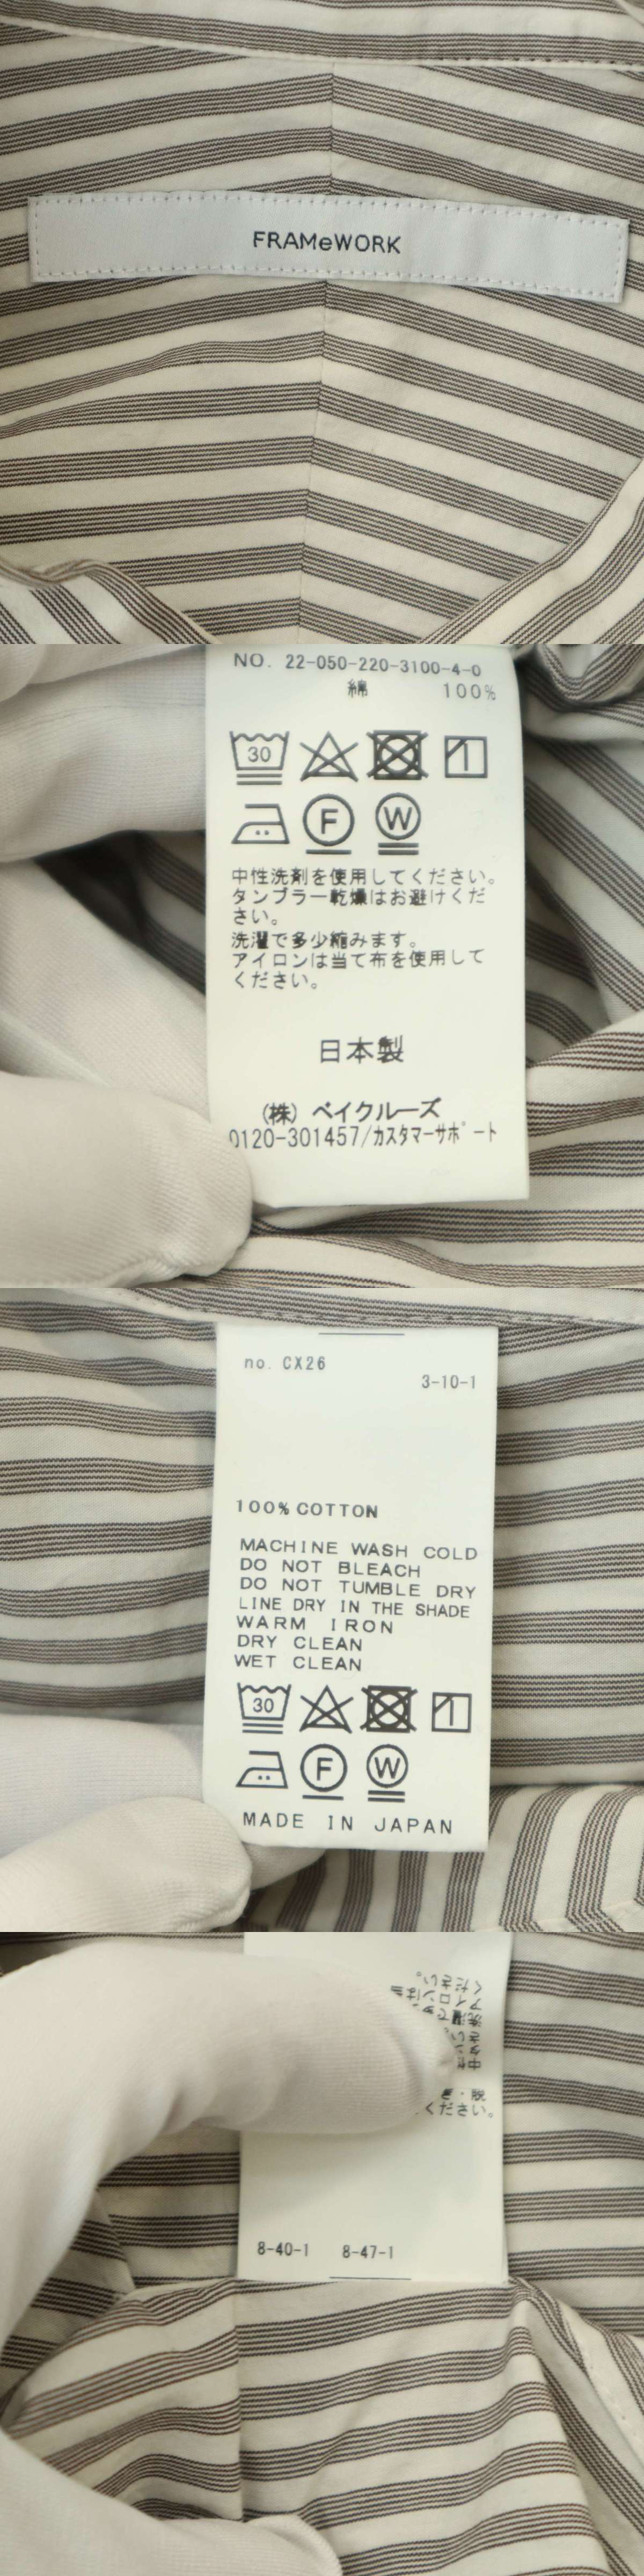 FRAMeWORK
NO. 22-050-220-3100-4-0
綿 100%
30
F W
中性洗剤を使用してください。
タンブラー乾燥はお避けくだ
さい。
洗濯で多少縮みます。
アイロンは当て布を使用して
ください。
日本製
(株) ベイクルーズ
0120-301457/カスタマーサポート
no. CX26
3-10-1
100% COTTON
MACHINE WASH COLD
DO NOT BLEACH
DO NOT TUMBLE DRY
LINE DRY IN THE SHADE
WARM IRON
DRY CLEAN
WET CLEAN
30
F W
MADE IN JAPAN
ください。
8-40-1 8-47-1